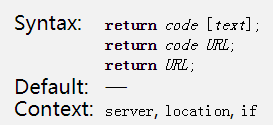 Syntax: return code [text];
return code URL;
return URL;
Default: —
Context: server, location, if